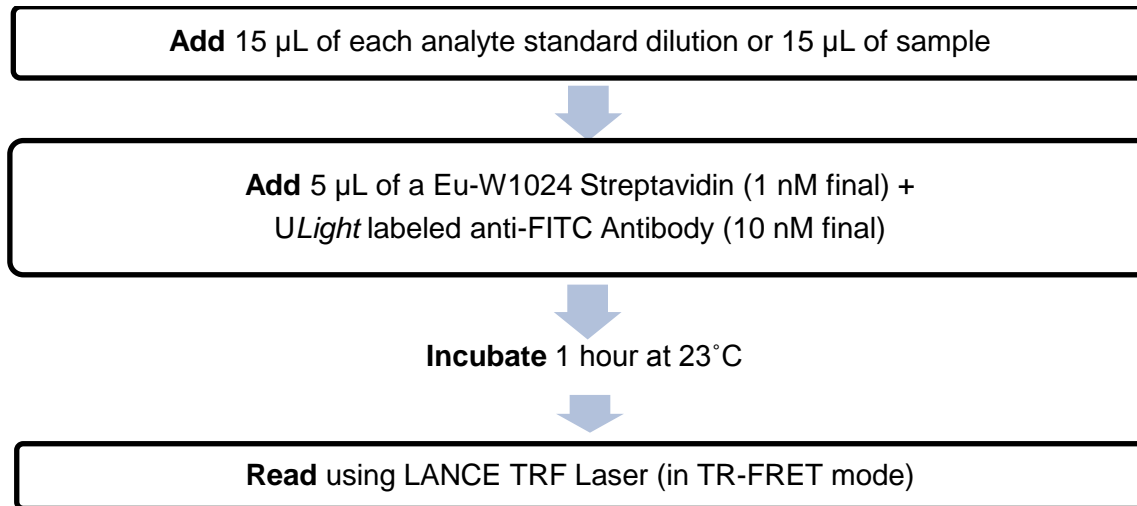 Add 15 µL of each analyte standard dilution or 15 µL of sample
Add 5 µL of a Eu-W1024 Streptavidin (1 nM final) +
ULight labeled anti-FITC Antibody (10 nM final)
Incubate 1 hour at 23˚C
Read using LANCE TRF Laser (in TR-FRET mode)